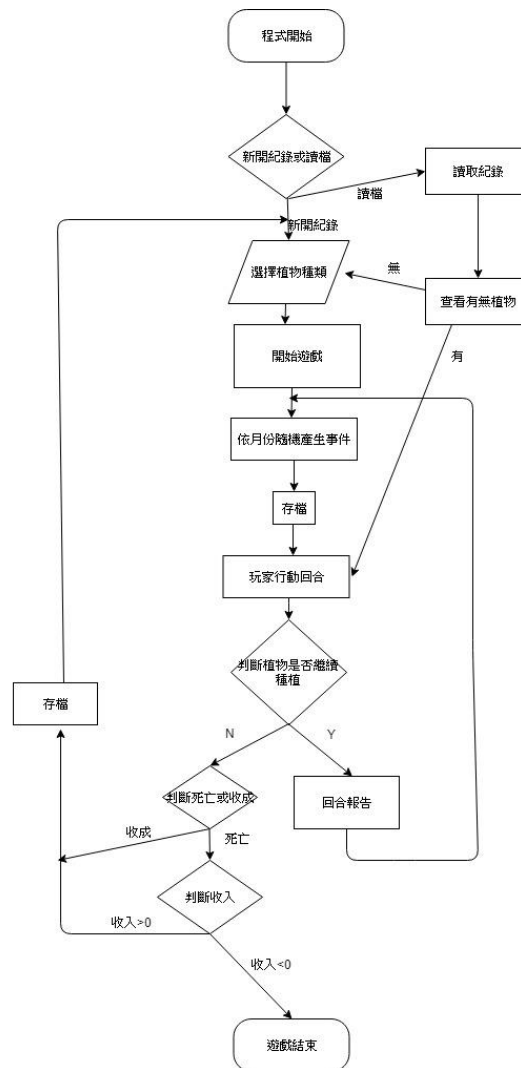 程式開始
新開紀錄或讀檔
讀取紀錄
讀檔
新開紀錄
選擇植物種類
無
查看有無植物
開始遊戲
有
依月份隨機產生事件
存檔
玩家行動回合
判斷植物是否繼續
種植
存檔
N
Y
判斷死亡或收成
回合報告
收成
死亡
判斷收入
收入>0
收入<0
遊戲結束